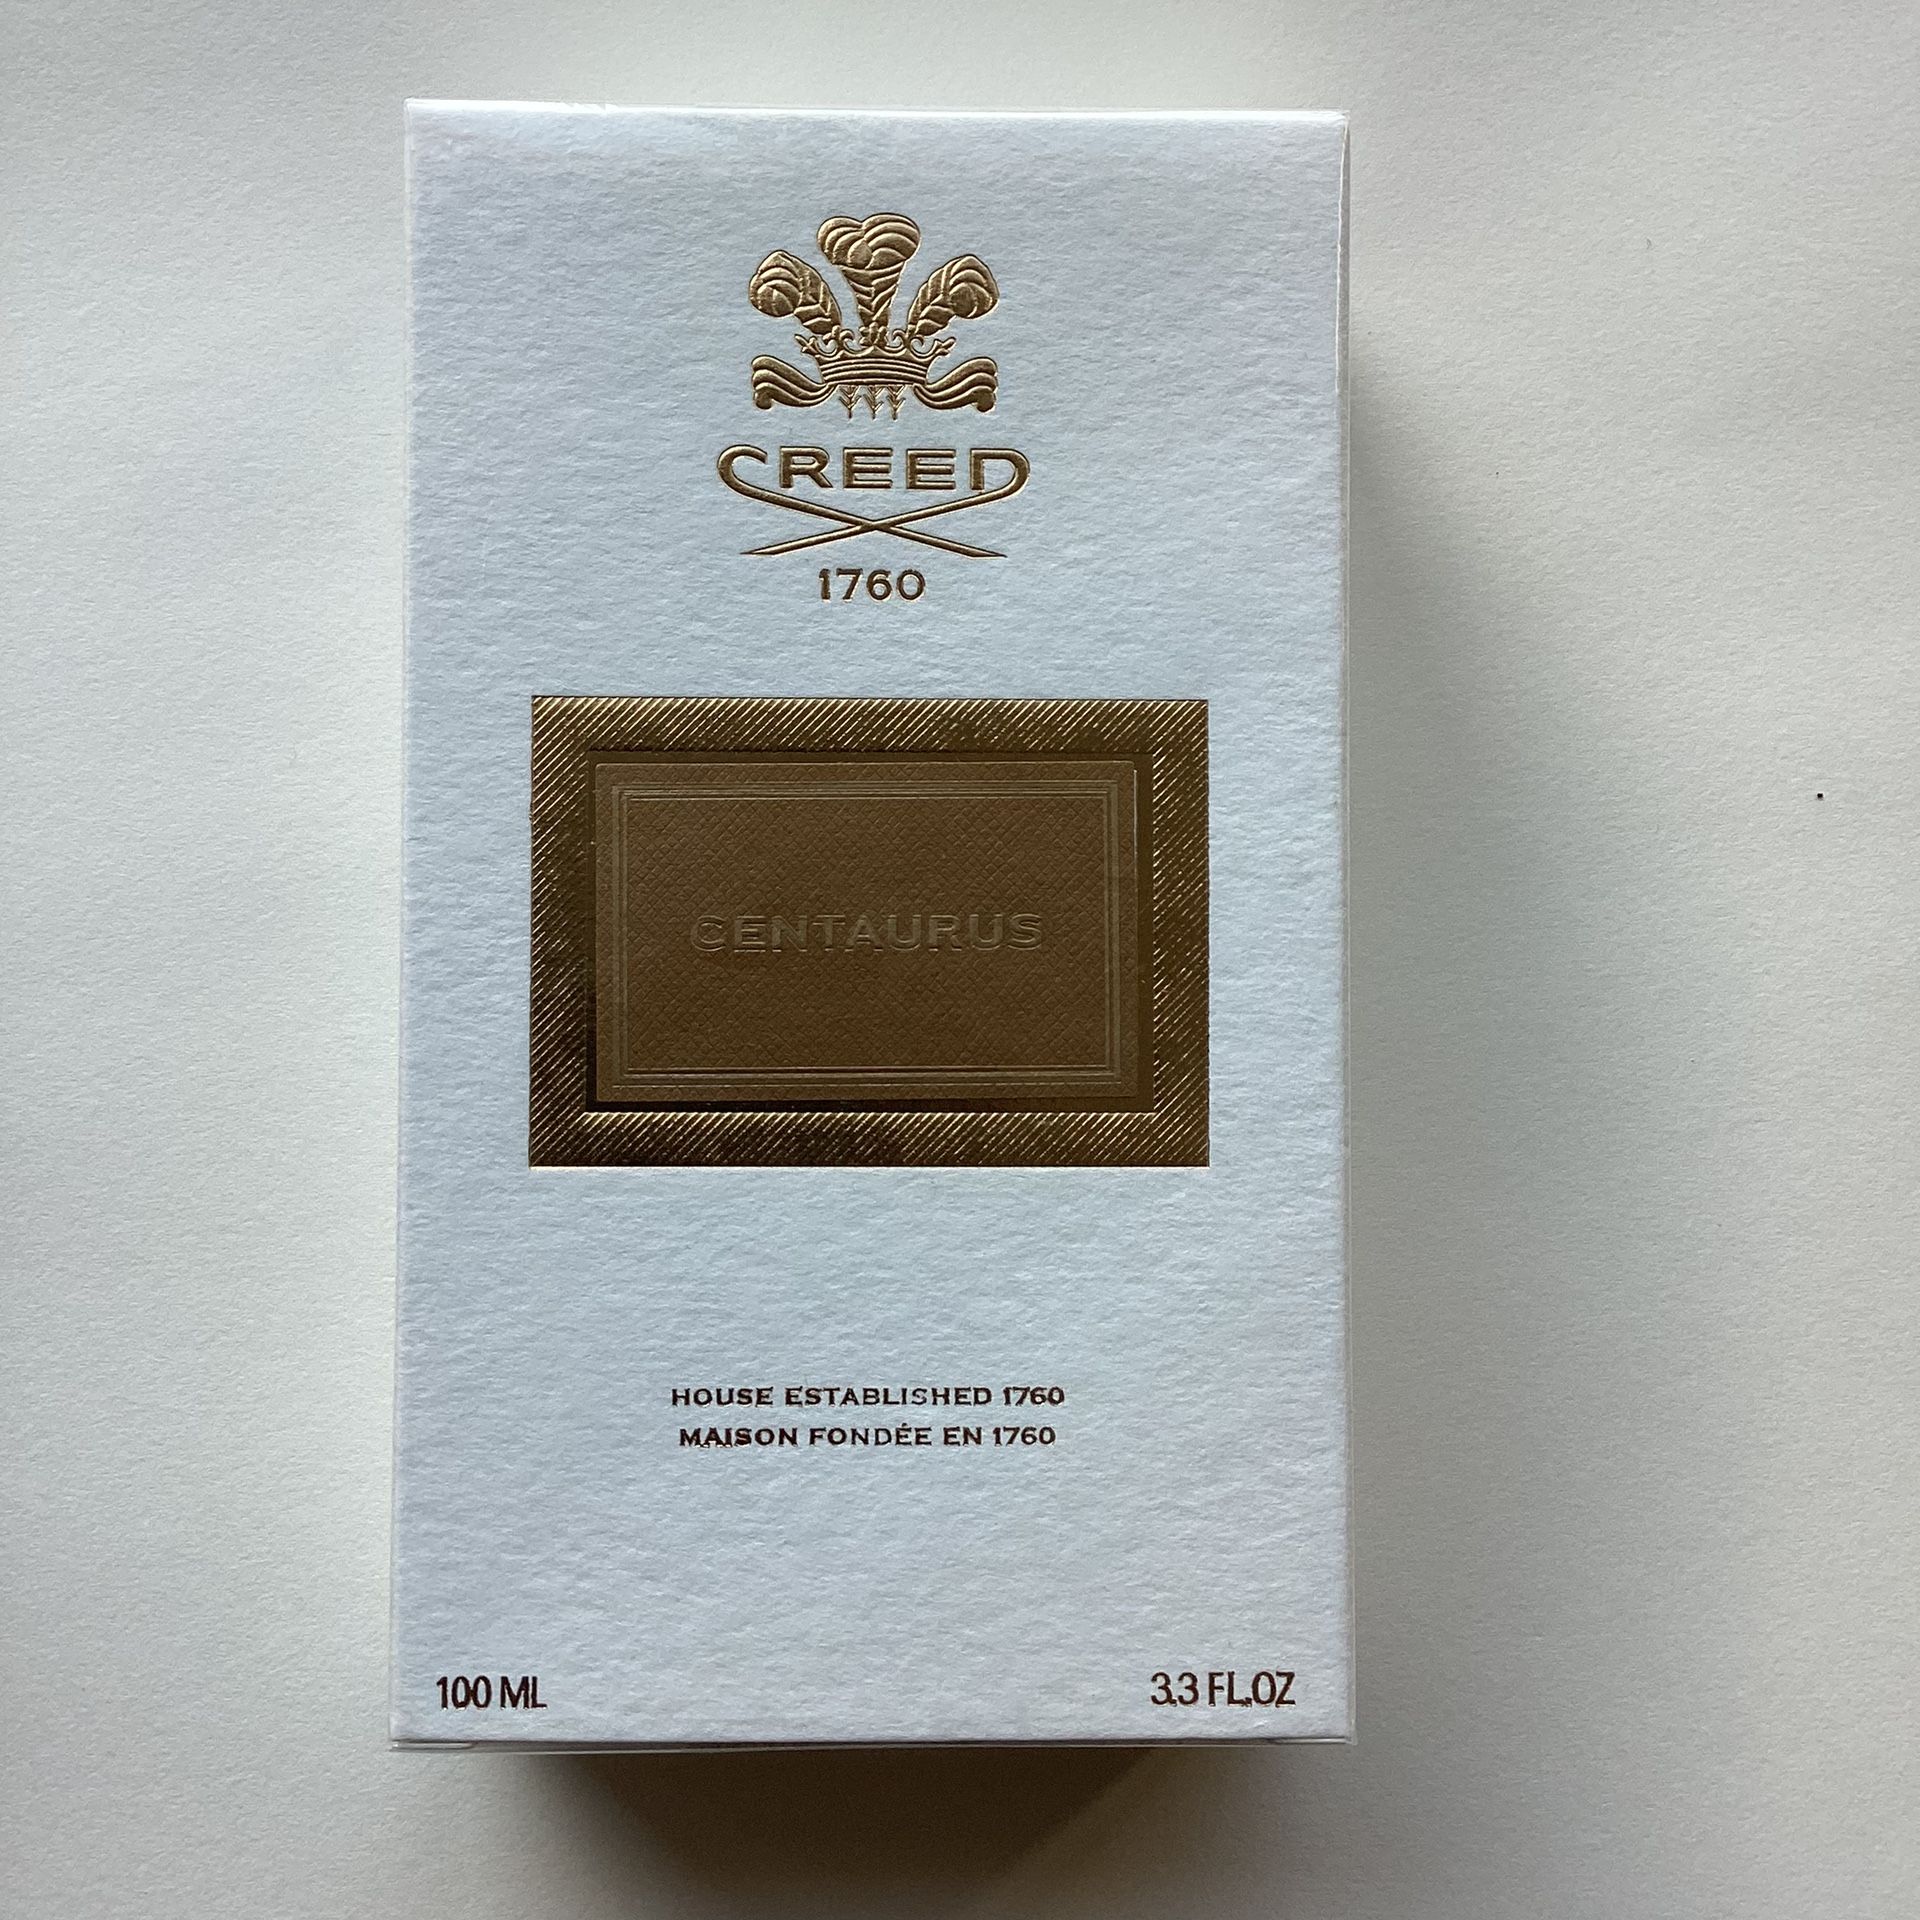 CREED
1760
CENTAURUS
HOUSE ESTABLISHED 1760
MAISON FONDÉE EN 1760
100 ML
3.3 FL.OZ